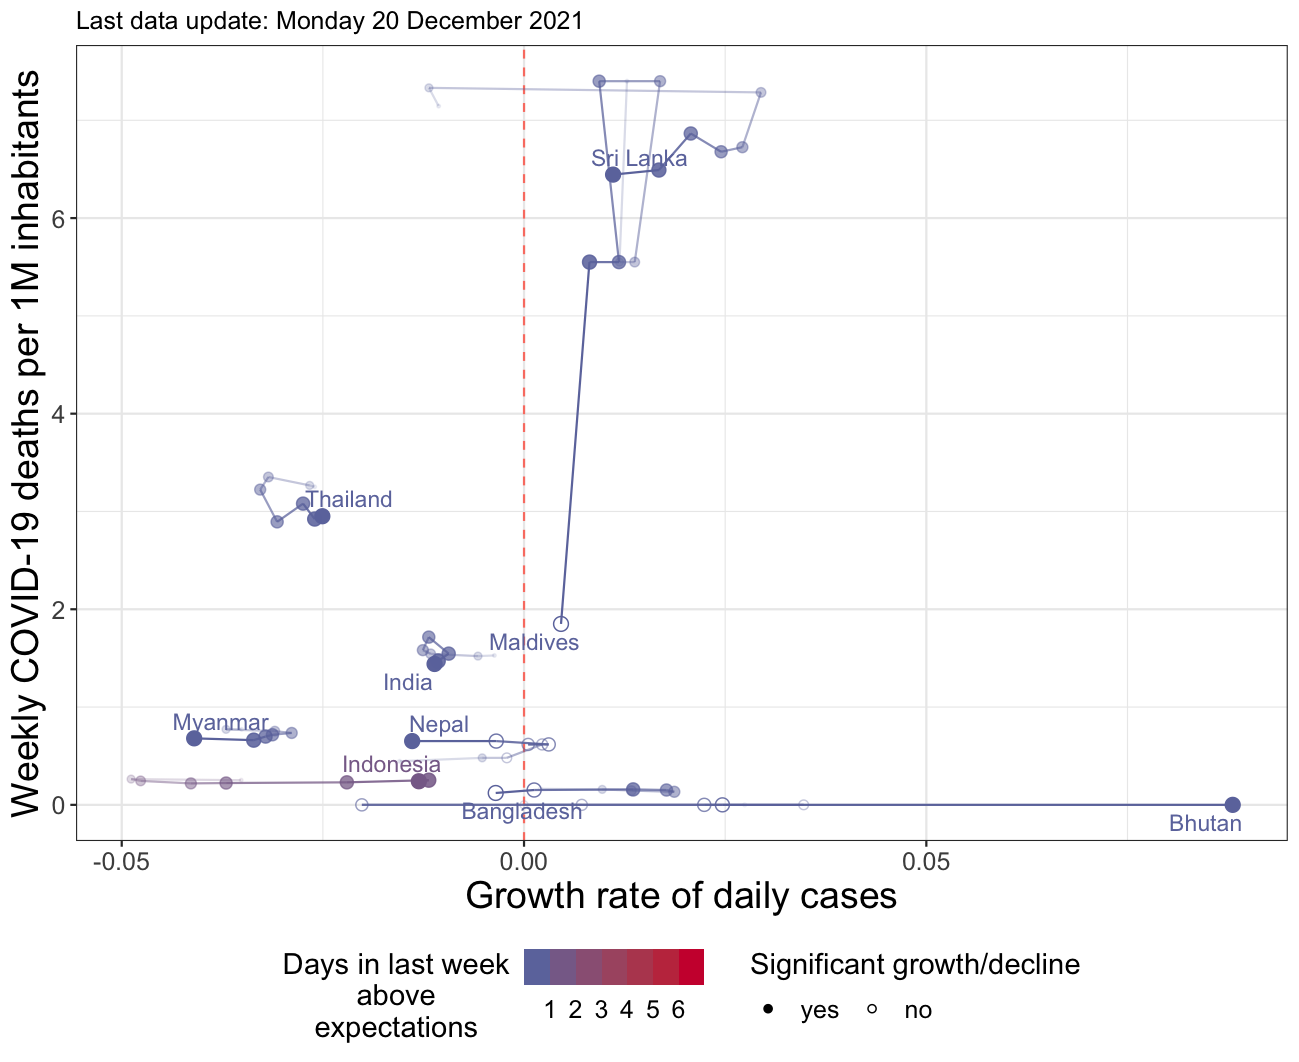 Last data update: Monday 20 December 2021
Weekly COVID-19 deaths per 1M inhabitants
6
4
2
0
Sri Lanka
Thailand
Maldives
India
Myanmar
Nepal
Indonesia
Bangladesh
Bhutan
-0.05
0.00
0.05
Growth rate of daily cases
Days in last week
above
expectations
1 2 3 4 5 6
Significant growth/decline
yes
no